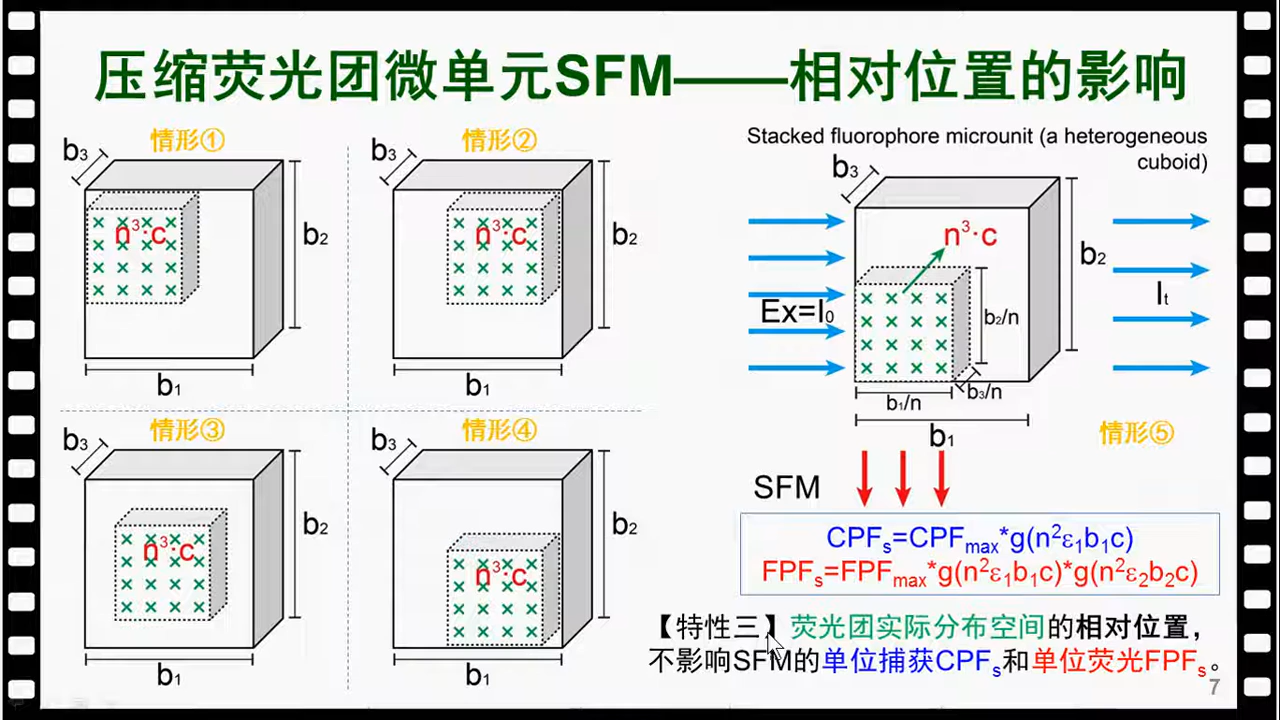 压缩荧光团微单元SFM——相对位置的影响
情形①
b₃
n³·c
b₂
b₁
情形②
b₃
n³·c
b₂
b₁
情形③
b₃
n³·c
b₂
b₁
情形④
b₃
n³·c
b₂
b₁
Stacked fluorophore microunit (a heterogeneous
cuboid)
b₃
n³·c
b₂
Ex=I₀
b₂/n
Iₜ
b₃/n
b₁/n
b₁
情形⑤
SFM
CPFₛ=CPFₘₐₓ*g(n²ε₁b₁c)
FPFₛ=FPFₘₐₓ*g(n²ε₁b₁c)*g(n²ε₂b₂c)
【特性三】荧光团实际分布空间的相对位置，
不影响SFM的单位捕获CPFₛ和单位荧光FPFₛ。
7